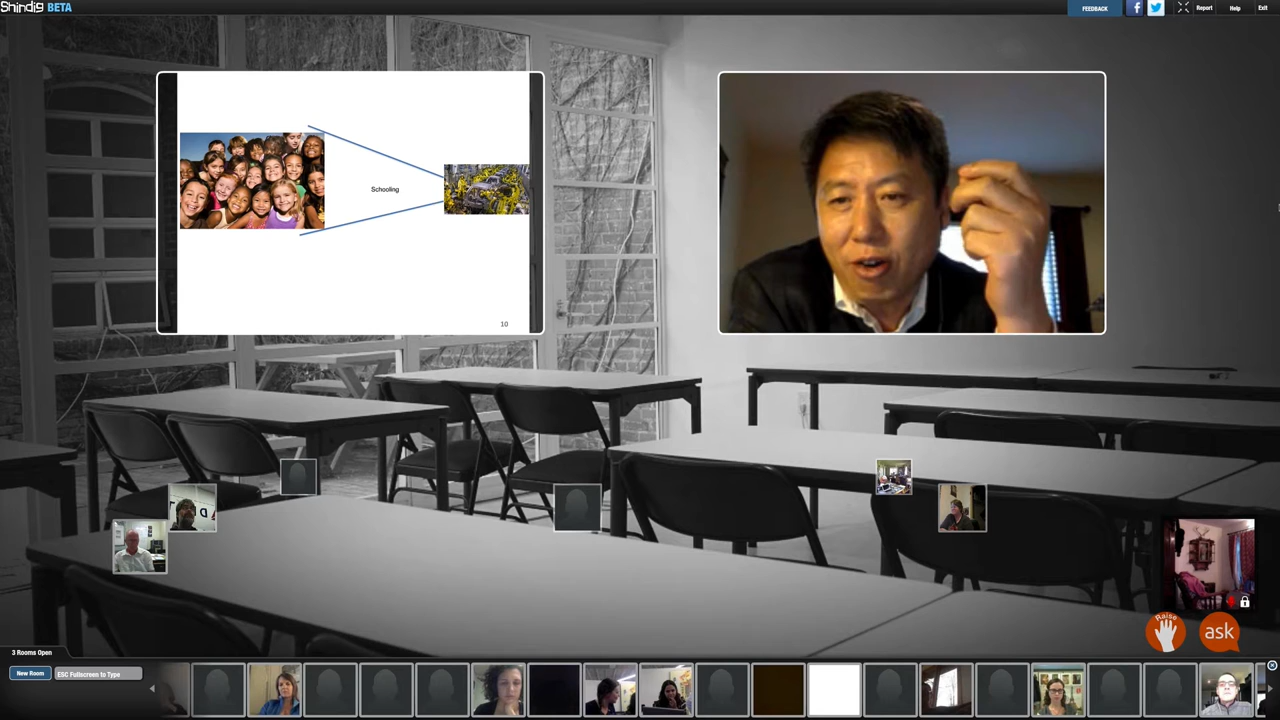 Shindig BETA
FEEDBACK
Report
Help
Exit
Schooling
10
D
Raise
ask
3 Rooms Open
New Room
ESC Fullscreen to Type